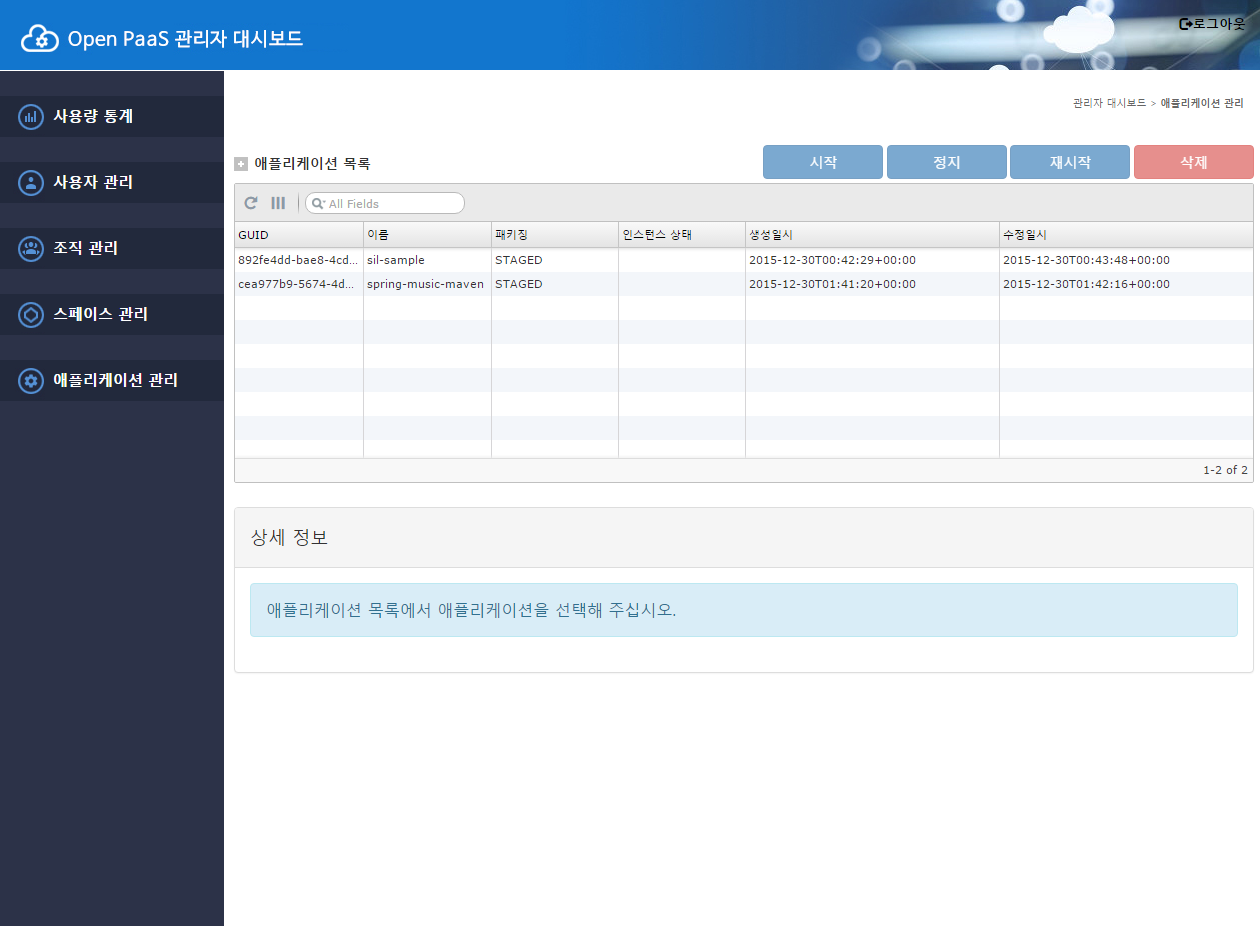 Open PaaS 관리자 대시보드
로그아웃
사용량 통계
사용자 관리
조직 관리
스페이스 관리
애플리케이션 관리
관리자 대시보드 > 애플리케이션 관리
애플리케이션 목록
시작 정지 재시작 삭제
All Fields
GUID 이름 패키징 인스턴스 상태 생성일시 수정일시
892fe4dd-bae8-4cd... sil-sample STAGED 2015-12-30T00:42:29+00:00 2015-12-30T00:43:48+00:00
cea977b9-5674-4d... spring-music-maven STAGED 2015-12-30T01:41:20+00:00 2015-12-30T01:42:16+00:00
1-2 of 2
상세 정보
애플리케이션 목록에서 애플리케이션을 선택해 주십시오.